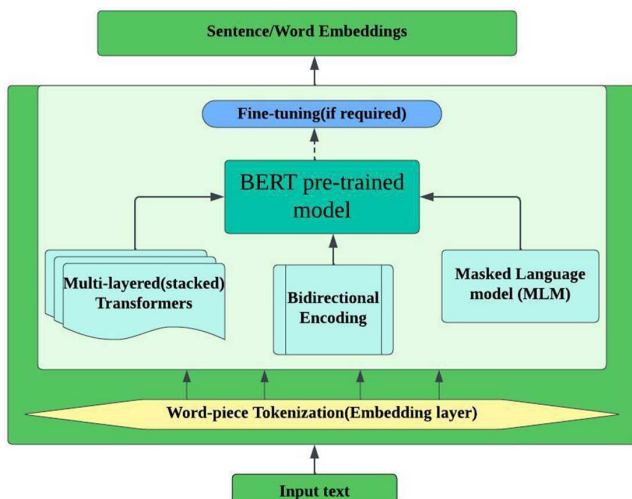 Sentence/Word Embeddings
Fine-tuning(if required)
BERT pre-trained
model
Multi-layered(stacked)
Transformers
Bidirectional
Encoding
Masked Language
model (MLM)
Word-piece Tokenization(Embedding layer)
Input text